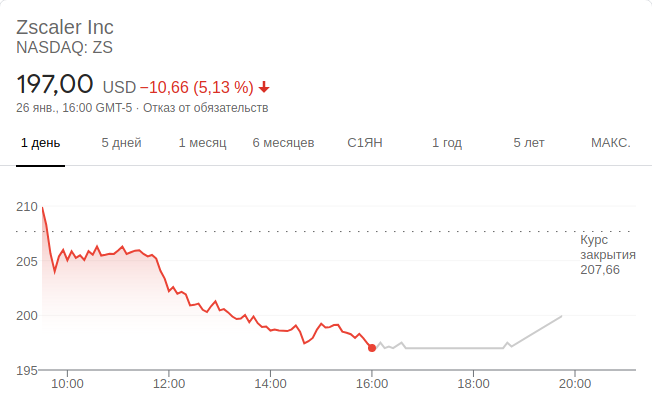 Zscaler Inc
NASDAQ: ZS
197,00 USD −10,66 (5,13 %)
26 янв., 16:00 GMT-5 · Отказ от обязательств
1 день 5 дней 1 месяц 6 месяцев С1ЯН 1 год 5 лет МАКС.
210
Курс
закрытия
207,66
205
200
195
10:00 12:00 14:00 16:00 18:00 20:00